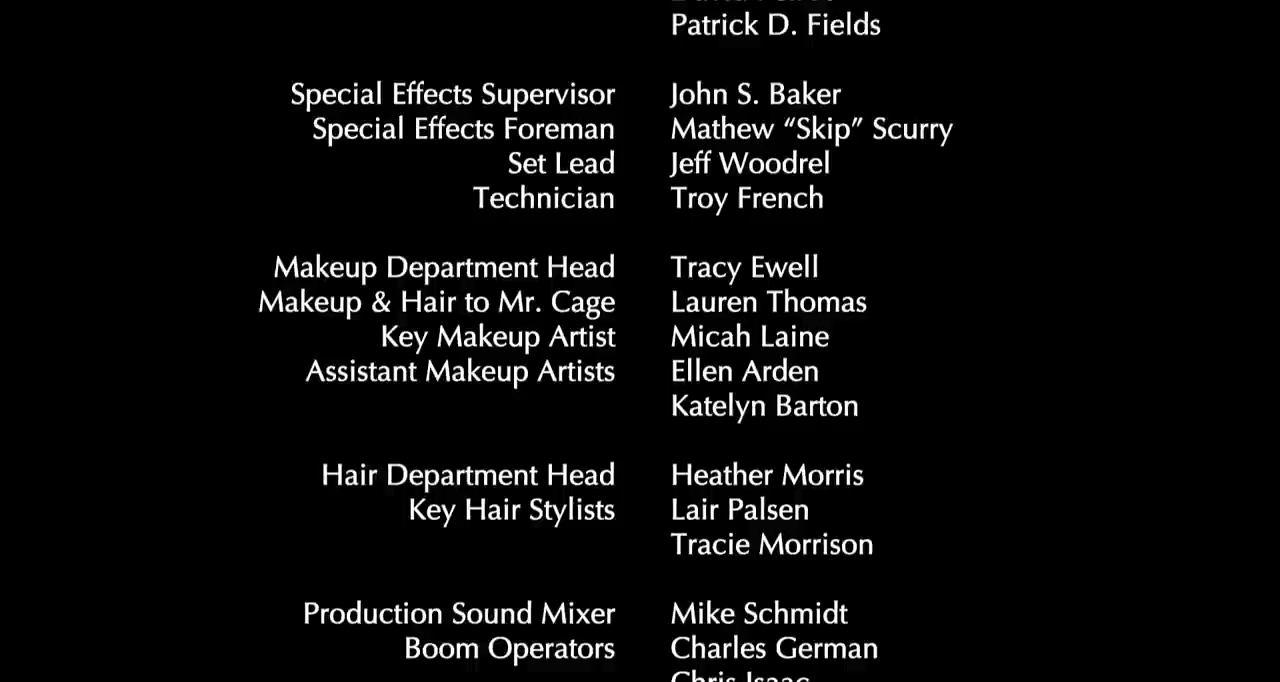 Patrick D. Fields
Special Effects Supervisor John S. Baker
Special Effects Foreman Mathew “Skip” Scurry
Set Lead Jeff Woodrel
Technician Troy French
Makeup Department Head Tracy Ewell
Makeup & Hair to Mr. Cage Lauren Thomas
Key Makeup Artist Micah Laine
Assistant Makeup Artists Ellen Arden
Katelyn Barton
Hair Department Head Heather Morris
Key Hair Stylists Lair Palsen
Tracie Morrison
Production Sound Mixer Mike Schmidt
Boom Operators Charles German
Chris Isaac